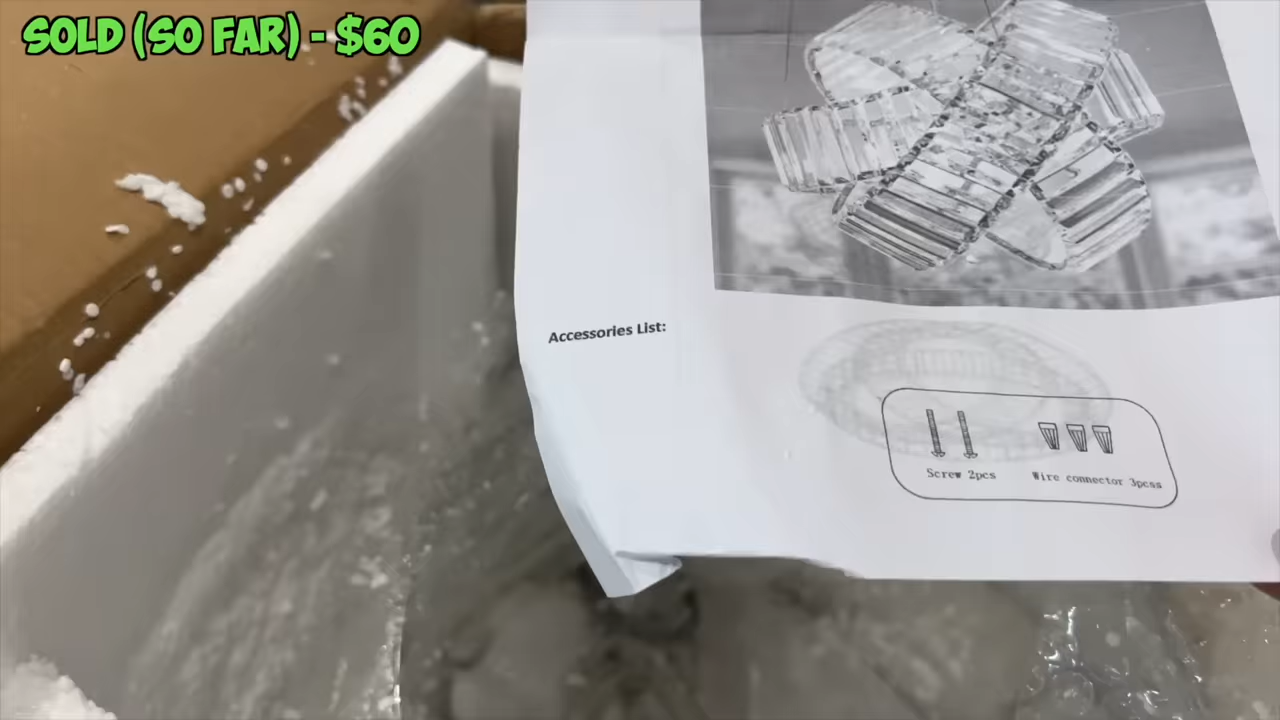 SOLD (SO FAR) - $60
Accessories List:
Screw 2pcs
Wire connector 3pcss